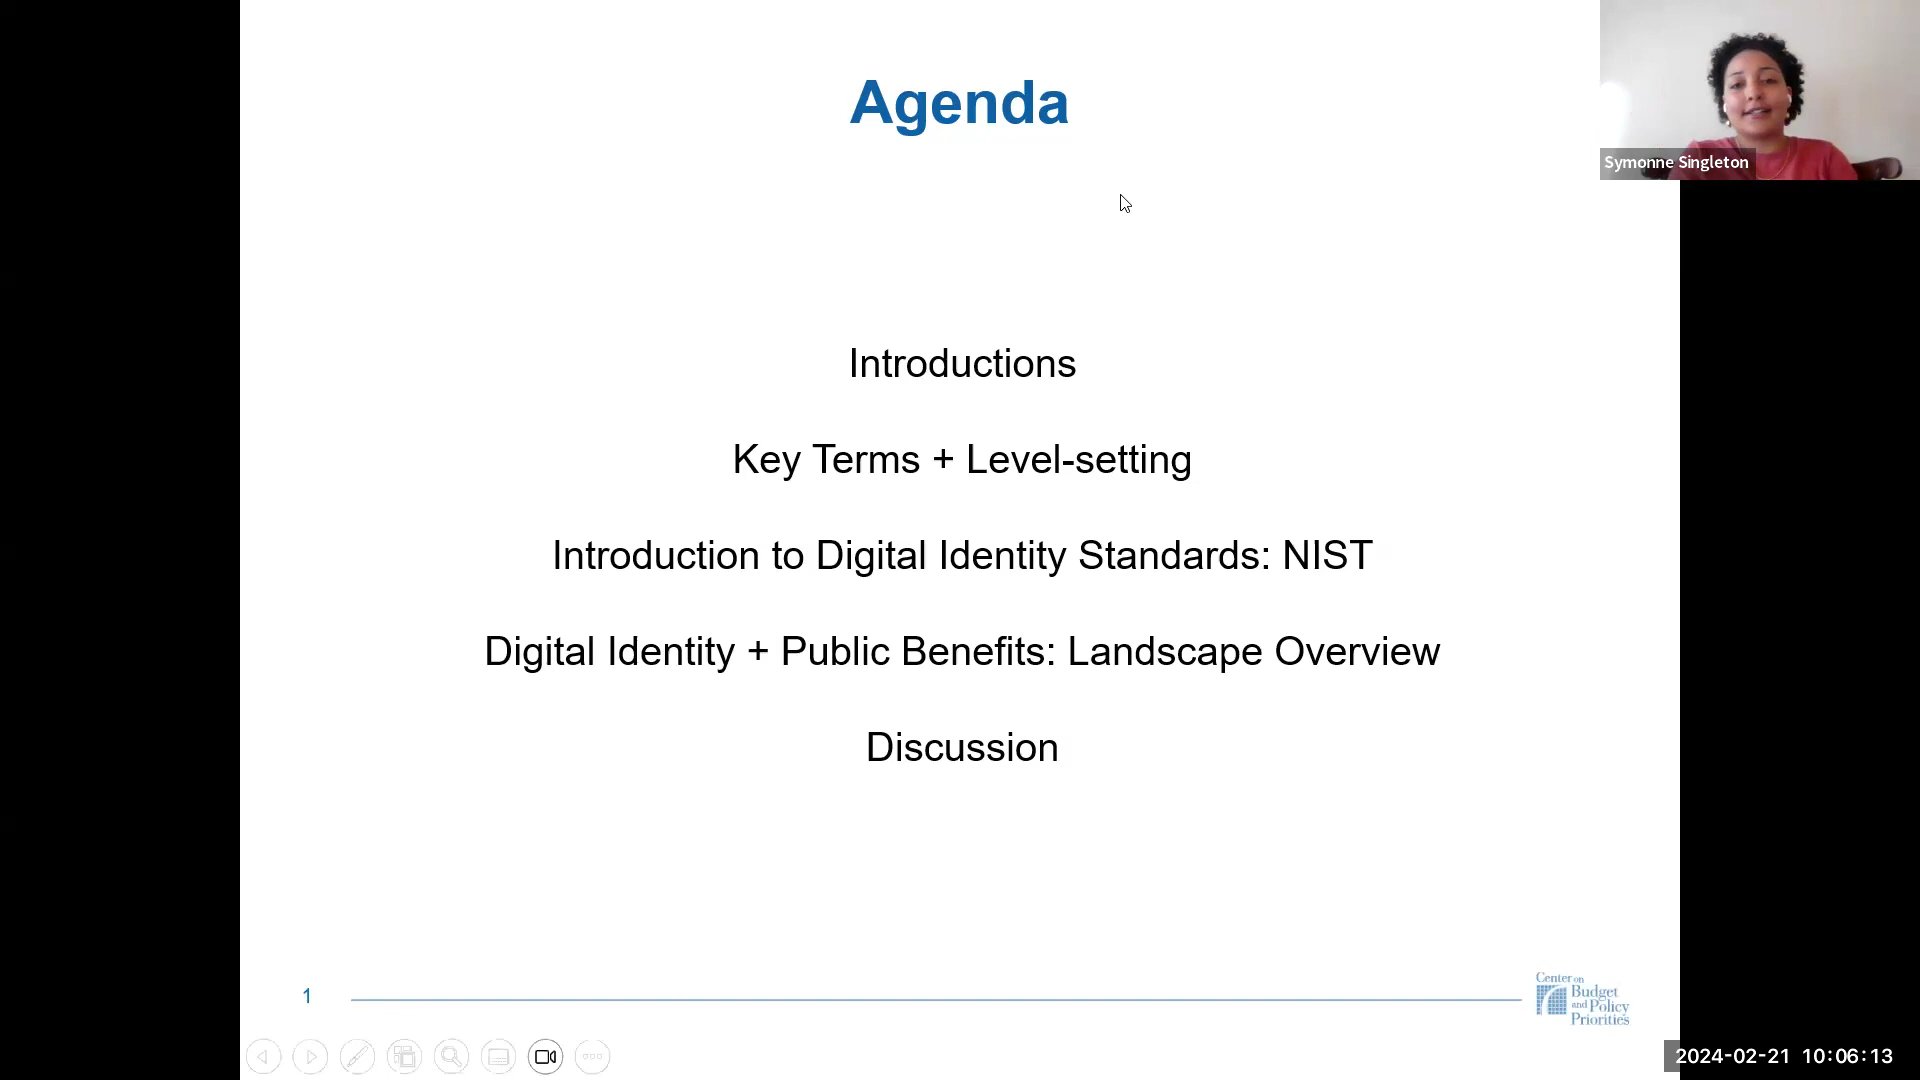 Agenda
Symonne Singleton
Introductions
Key Terms + Level-setting
Introduction to Digital Identity Standards: NIST
Digital Identity + Public Benefits: Landscape Overview
Discussion
1
Center on
Budget
and Policy
Priorities
2024-02-21 10:06:13